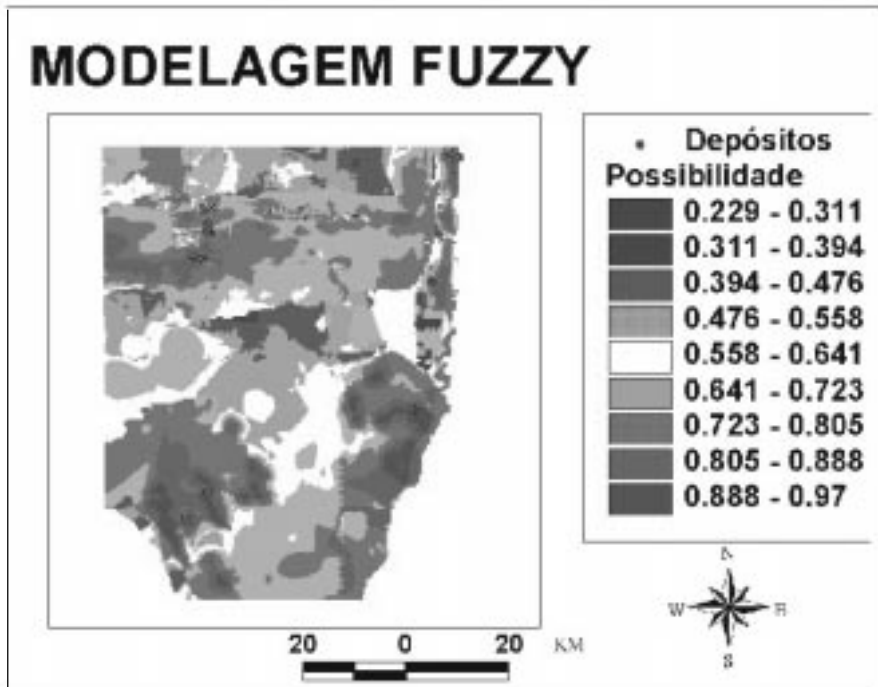 MODELAGEM FUZZY
Depósitos
Possibilidade
0.229 - 0.311
0.311 - 0.394
0.394 - 0.476
0.476 - 0.558
0.558 - 0.641
0.641 - 0.723
0.723 - 0.805
0.805 - 0.888
0.888 - 0.97
N
W E
S
20 0 20 KM